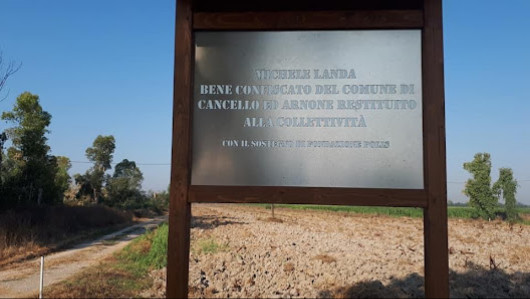 MICHELE LANDA
BENE CONFISCATO DEL COMUNE DI
CANCELLO ED ARNONE RESTITUITO
ALLA COLLETTIVITÀ
CON IL SOSTEGNO DI FONDAZIONE POLIS